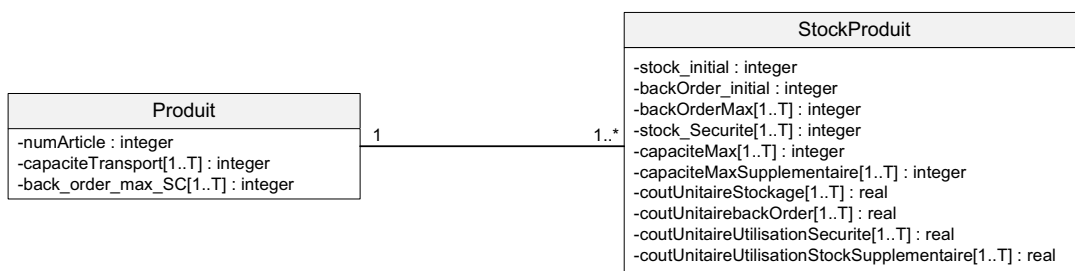 Produit
-numArticle : integer
-capaciteTransport[1..T] : integer
-back_order_max_SC[1..T] : integer
1
1..*
StockProduit
-stock_initial : integer
-backOrder_initial : integer
-backOrderMax[1..T] : integer
-stock_Securite[1..T] : integer
-capaciteMax[1..T] : integer
-capaciteMaxSupplementaire[1..T] : integer
-coutUnitaireStockage[1..T] : real
-coutUnitairebackOrder[1..T] : real
-coutUnitaireUtilisationSecurite[1..T] : real
-coutUnitaireUtilisationStockSupplementaire[1..T] : real